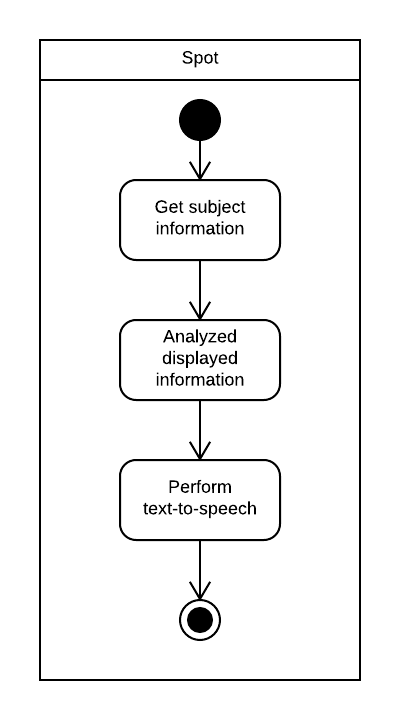 Spot
Get subject
information
Analyzed
displayed
information
Perform
text-to-speech